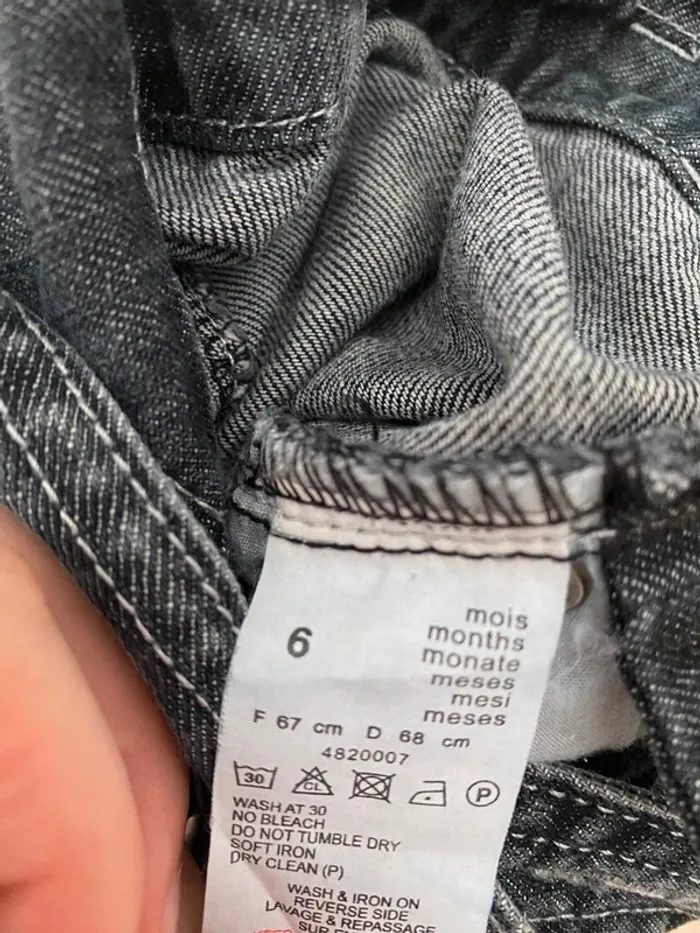 6
mois
months
monate
meses
mesi
meses
F 67 cm D 68 cm
4820007
30 CL P
WASH AT 30
NO BLEACH
DO NOT TUMBLE DRY
SOFT IRON
DRY CLEAN (P)
WASH & IRON ON
REVERSE SIDE
LAVAGE & REPASSAGE
SUR